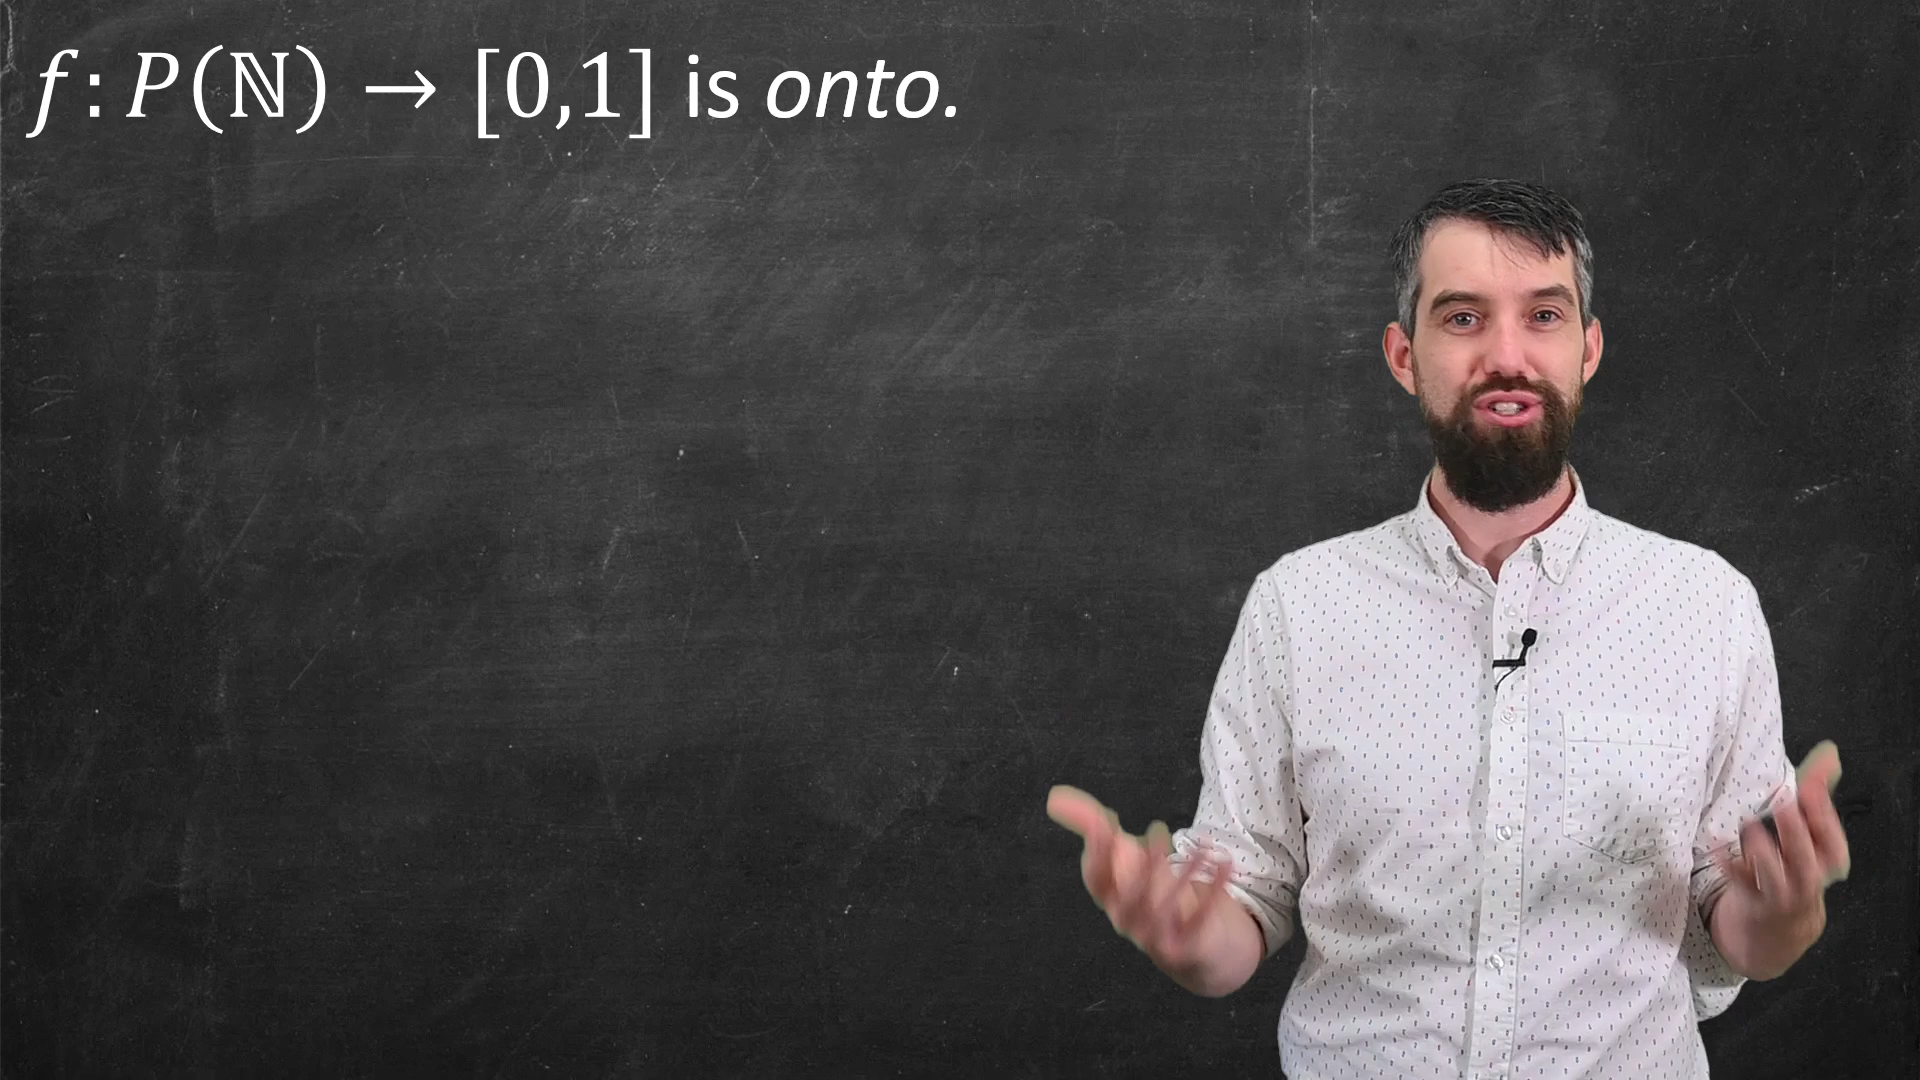 f: P(ℕ) → [0,1] is onto.